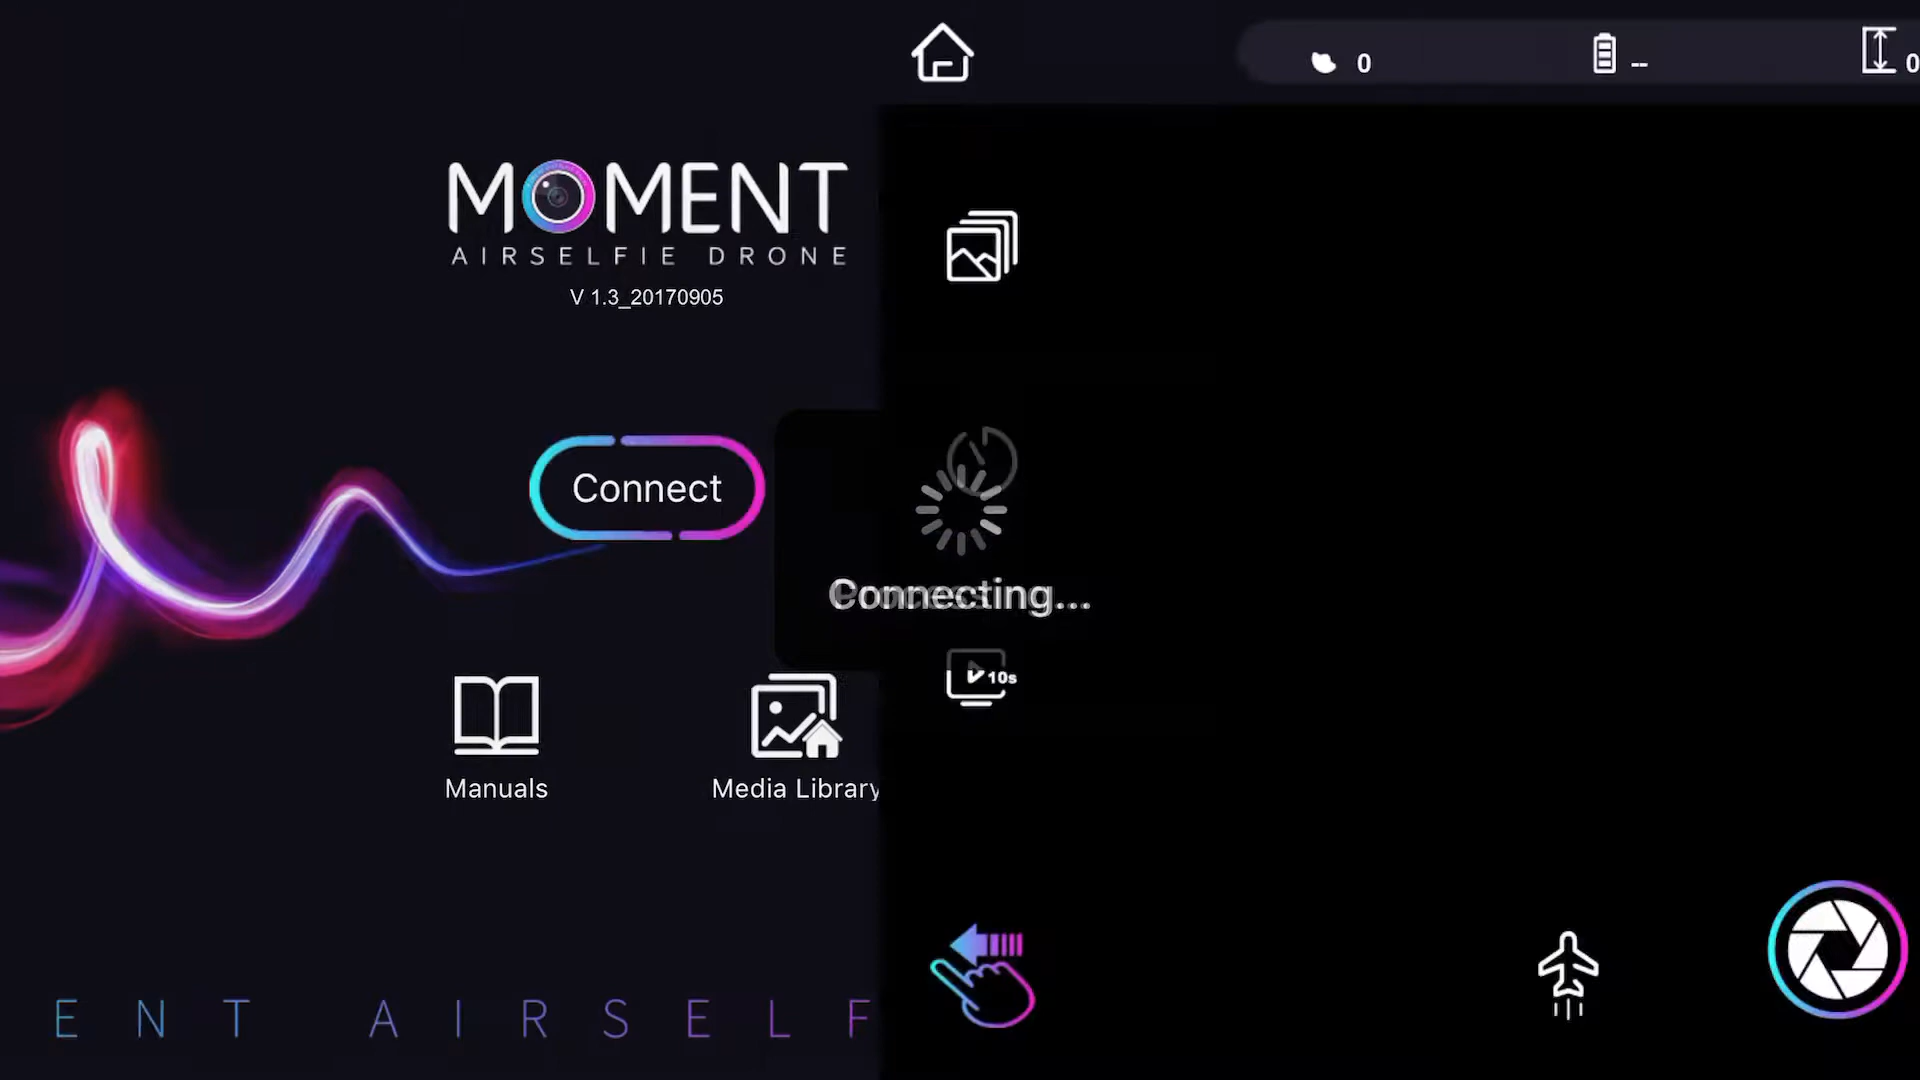 0
--
0
MOMENT
AIRSELFIE DRONE
V 1.3_20170905
Connect
Connecting...
10s
Manuals
Media Library
ENT AIRSELF